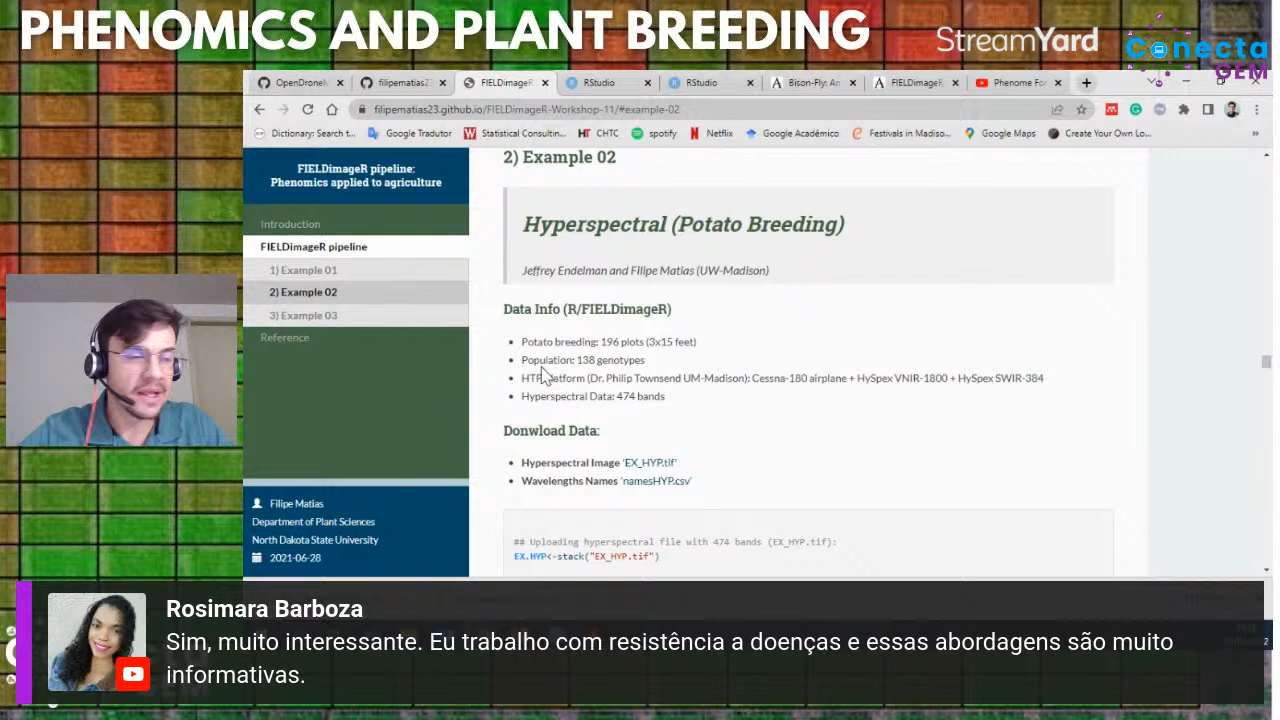 PHENOMICS AND PLANT BREEDING
StreamYard
Conecta
GEM
OpenDroneM
filipematias23
FIELDimageR
RStudio
RStudio
Bison-Fly: An
FIELDimageR
Phenome For
filipematias23.github.io/FIELDimageR-Workshop-11/#example-02
Dictionary: Search t...
Google Tradutor
Statistical Consultin...
CHTC
spotify
Netflix
Google Acadêmico
Festivals in Madiso...
Google Maps
Create Your Own Lo...
FIELDimageR pipeline:
Phenomics applied to agriculture
Introduction
FIELDimageR pipeline
1) Example 01
2) Example 02
3) Example 03
Reference
Filipe Matias
Department of Plant Sciences
North Dakota State University
2021-06-28
2) Example 02
Hyperspectral (Potato Breeding)
Jeffrey Endelman and Filipe Matias (UW-Madison)
Data Info (R/FIELDimageR)
Potato breeding: 196 plots (3x15 feet)
Population: 138 genotypes
HTP platform (Dr. Philip Townsend UM-Madison): Cessna-180 airplane + HySpex VNIR-1800 + HySpex SWIR-384
Hyperspectral Data: 474 bands
Donwload Data:
Hyperspectral Image 'EX_HYP.tif'
Wavelengths Names 'namesHYP.csv'
## Uploading hyperspectral file with 474 bands (EX_HYP.tif):
EX.HYP<-stack("EX_HYP.tif")
Rosimara Barboza
Sim, muito interessante. Eu trabalho com resistência a doenças e essas abordagens são muito
informativas.